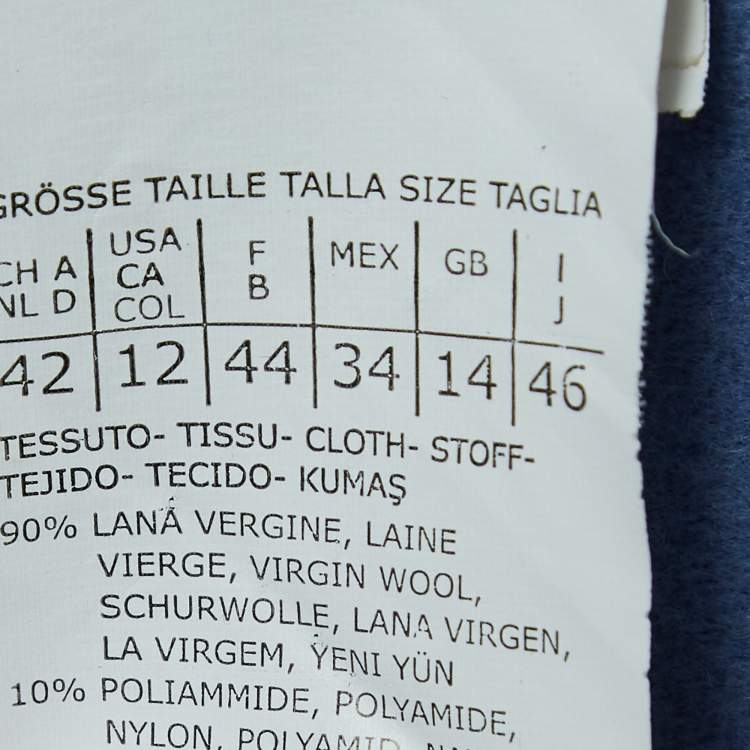 GRÖSSE TAILLE TALLA SIZE TAGLIA
CH A USA F MEX GB I
NL D CA B J
COL
42 12 44 34 14 46
TESSUTO- TISSU- CLOTH- STOFF-
TEJIDO- TECIDO- KUMAŞ
90% LANA VERGINE, LAINE
VIERGE, VIRGIN WOOL,
SCHURWOLLE, LANA VIRGEN,
LA VIRGEM, YENI YÜN
10% POLIAMMIDE, POLYAMIDE,
NYLON, POLYAMID,